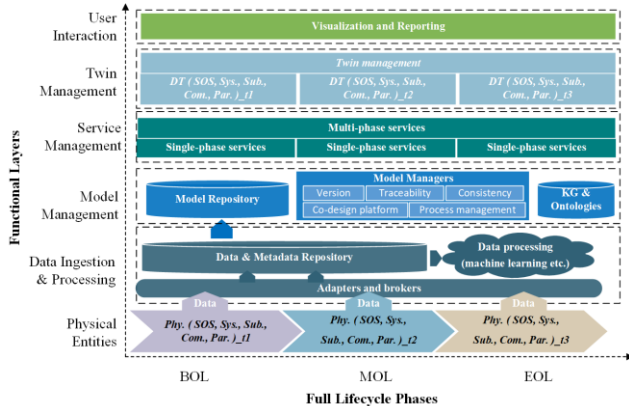 User
Interaction
Visualization and Reporting
Twin
Management
Twin management
DT ( SOS, Sys., Sub.,
Com., Par. )_t1
DT ( SOS, Sys., Sub.,
Com., Par. )_t2
DT ( SOS, Sys., Sub.,
Com., Par. )_t3
Service
Management
Multi-phase services
Single-phase services
Single-phase services
Single-phase services
Model
Management
Model Repository
Model Managers
Version
Traceability
Consistency
Co-design platform
Process management
KG &
Ontologies
Data Ingestion
& Processing
Data & Metadata Repository
Data processing
(machine learning etc.)
Adapters and brokers
Data
Data
Data
Physical
Entities
Phy. ( SOS, Sys., Sub.,
Com., Par. )_t1
Phy. ( SOS, Sys.,
Sub., Com., Par. )_t2
Phy. ( SOS, Sys.,
Sub., Com., Par. )_t3
BOL
MOL
EOL
Full Lifecycle Phases
Functional Layers